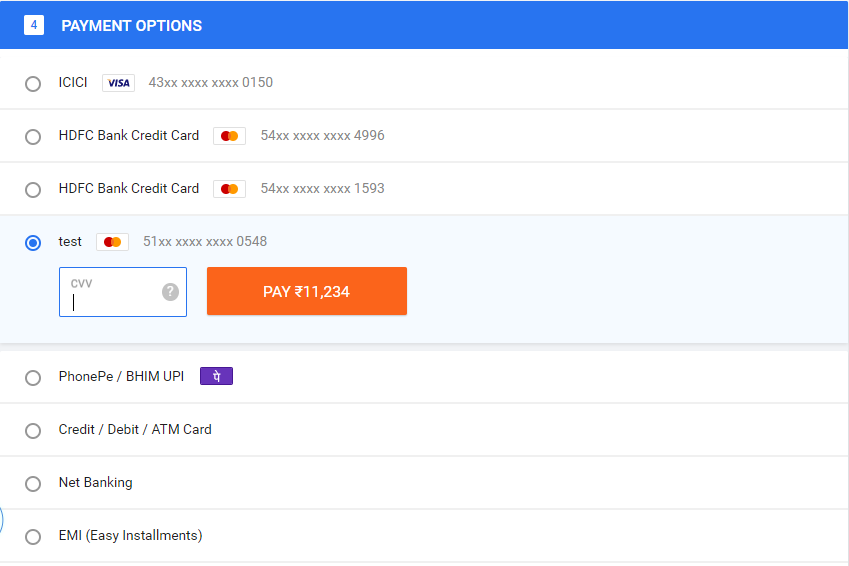 4 PAYMENT OPTIONS
ICICI VISA 43xx xxxx xxxx 0150
HDFC Bank Credit Card 54xx xxxx xxxx 4996
HDFC Bank Credit Card 54xx xxxx xxxx 1593
test 51xx xxxx xxxx 0548
CVV ? PAY ₹11,234
PhonePe / BHIM UPI पे
Credit / Debit / ATM Card
Net Banking
EMI (Easy Installments)